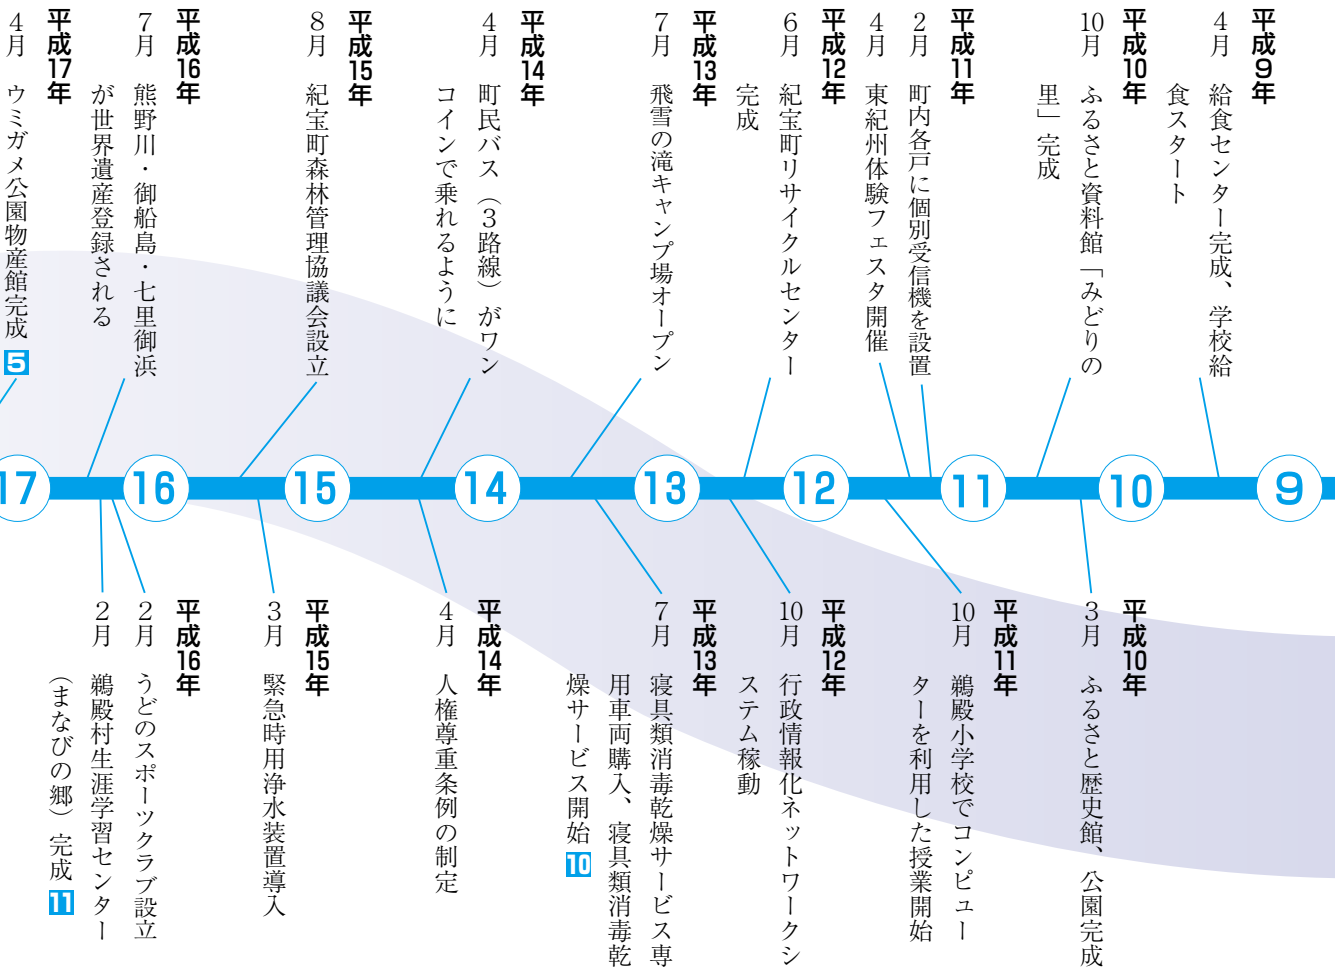 平成９年
４月　給食センター完成、学校給
食スタート
平成10年
10月　ふるさと資料館「みどりの
里」完成
平成11年
２月　町内各戸に個別受信機を設置
４月　東紀州体験フェスタ開催
平成12年
６月　紀宝町リサイクルセンター
完成
平成13年
７月　飛雪の滝キャンプ場オープン
平成14年
４月　町民バス（３路線）がワン
コインで乗れるように
平成15年
８月　紀宝町森林管理協議会設立
平成16年
７月　熊野川・御船島・七里御浜
が世界遺産登録される
平成17年
４月　ウミガメ公園物産館完成 5
9
10
11
12
13
14
15
16
17
平成10年
３月　ふるさと歴史館、公園完成
平成11年
10月　鵜殿小学校でコンピュー
ターを利用した授業開始
平成12年
10月　行政情報化ネットワークシ
ステム稼動
平成13年
７月　寝具類消毒乾燥サービス専
用車両購入、寝具類消毒乾
燥サービス開始 10
平成14年
４月　人権尊重条例の制定
平成15年
３月　緊急時用浄水装置導入
平成16年
２月　うどのスポーツクラブ設立
２月　鵜殿村生涯学習センター
（まなびの郷）完成 11